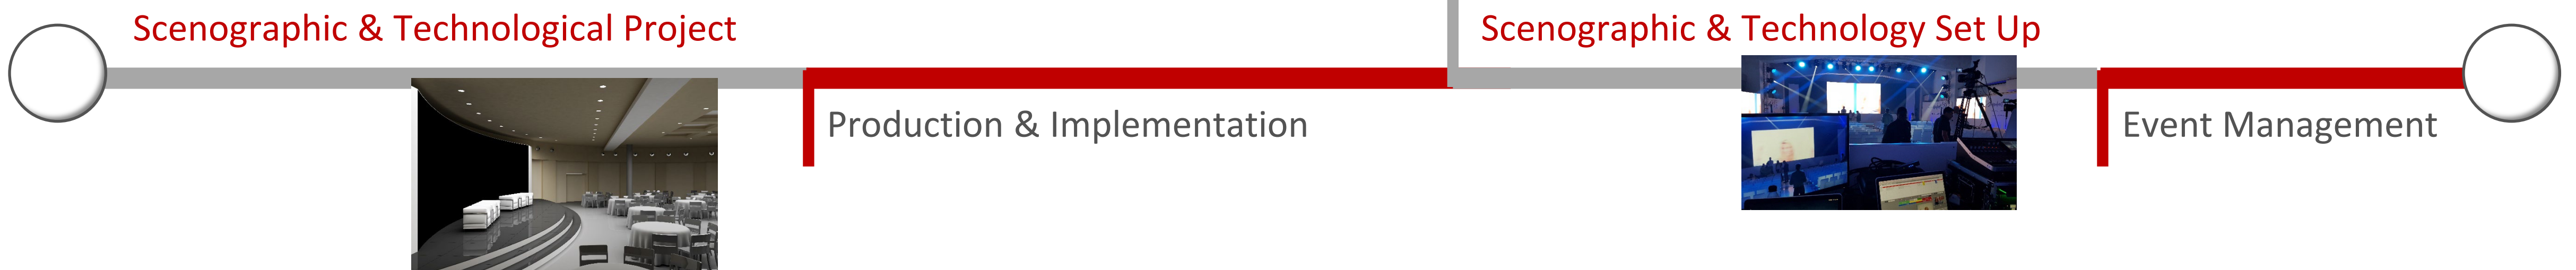 Scenographic & Technological Project
Production & Implementation
Scenographic & Technology Set Up
Event Management